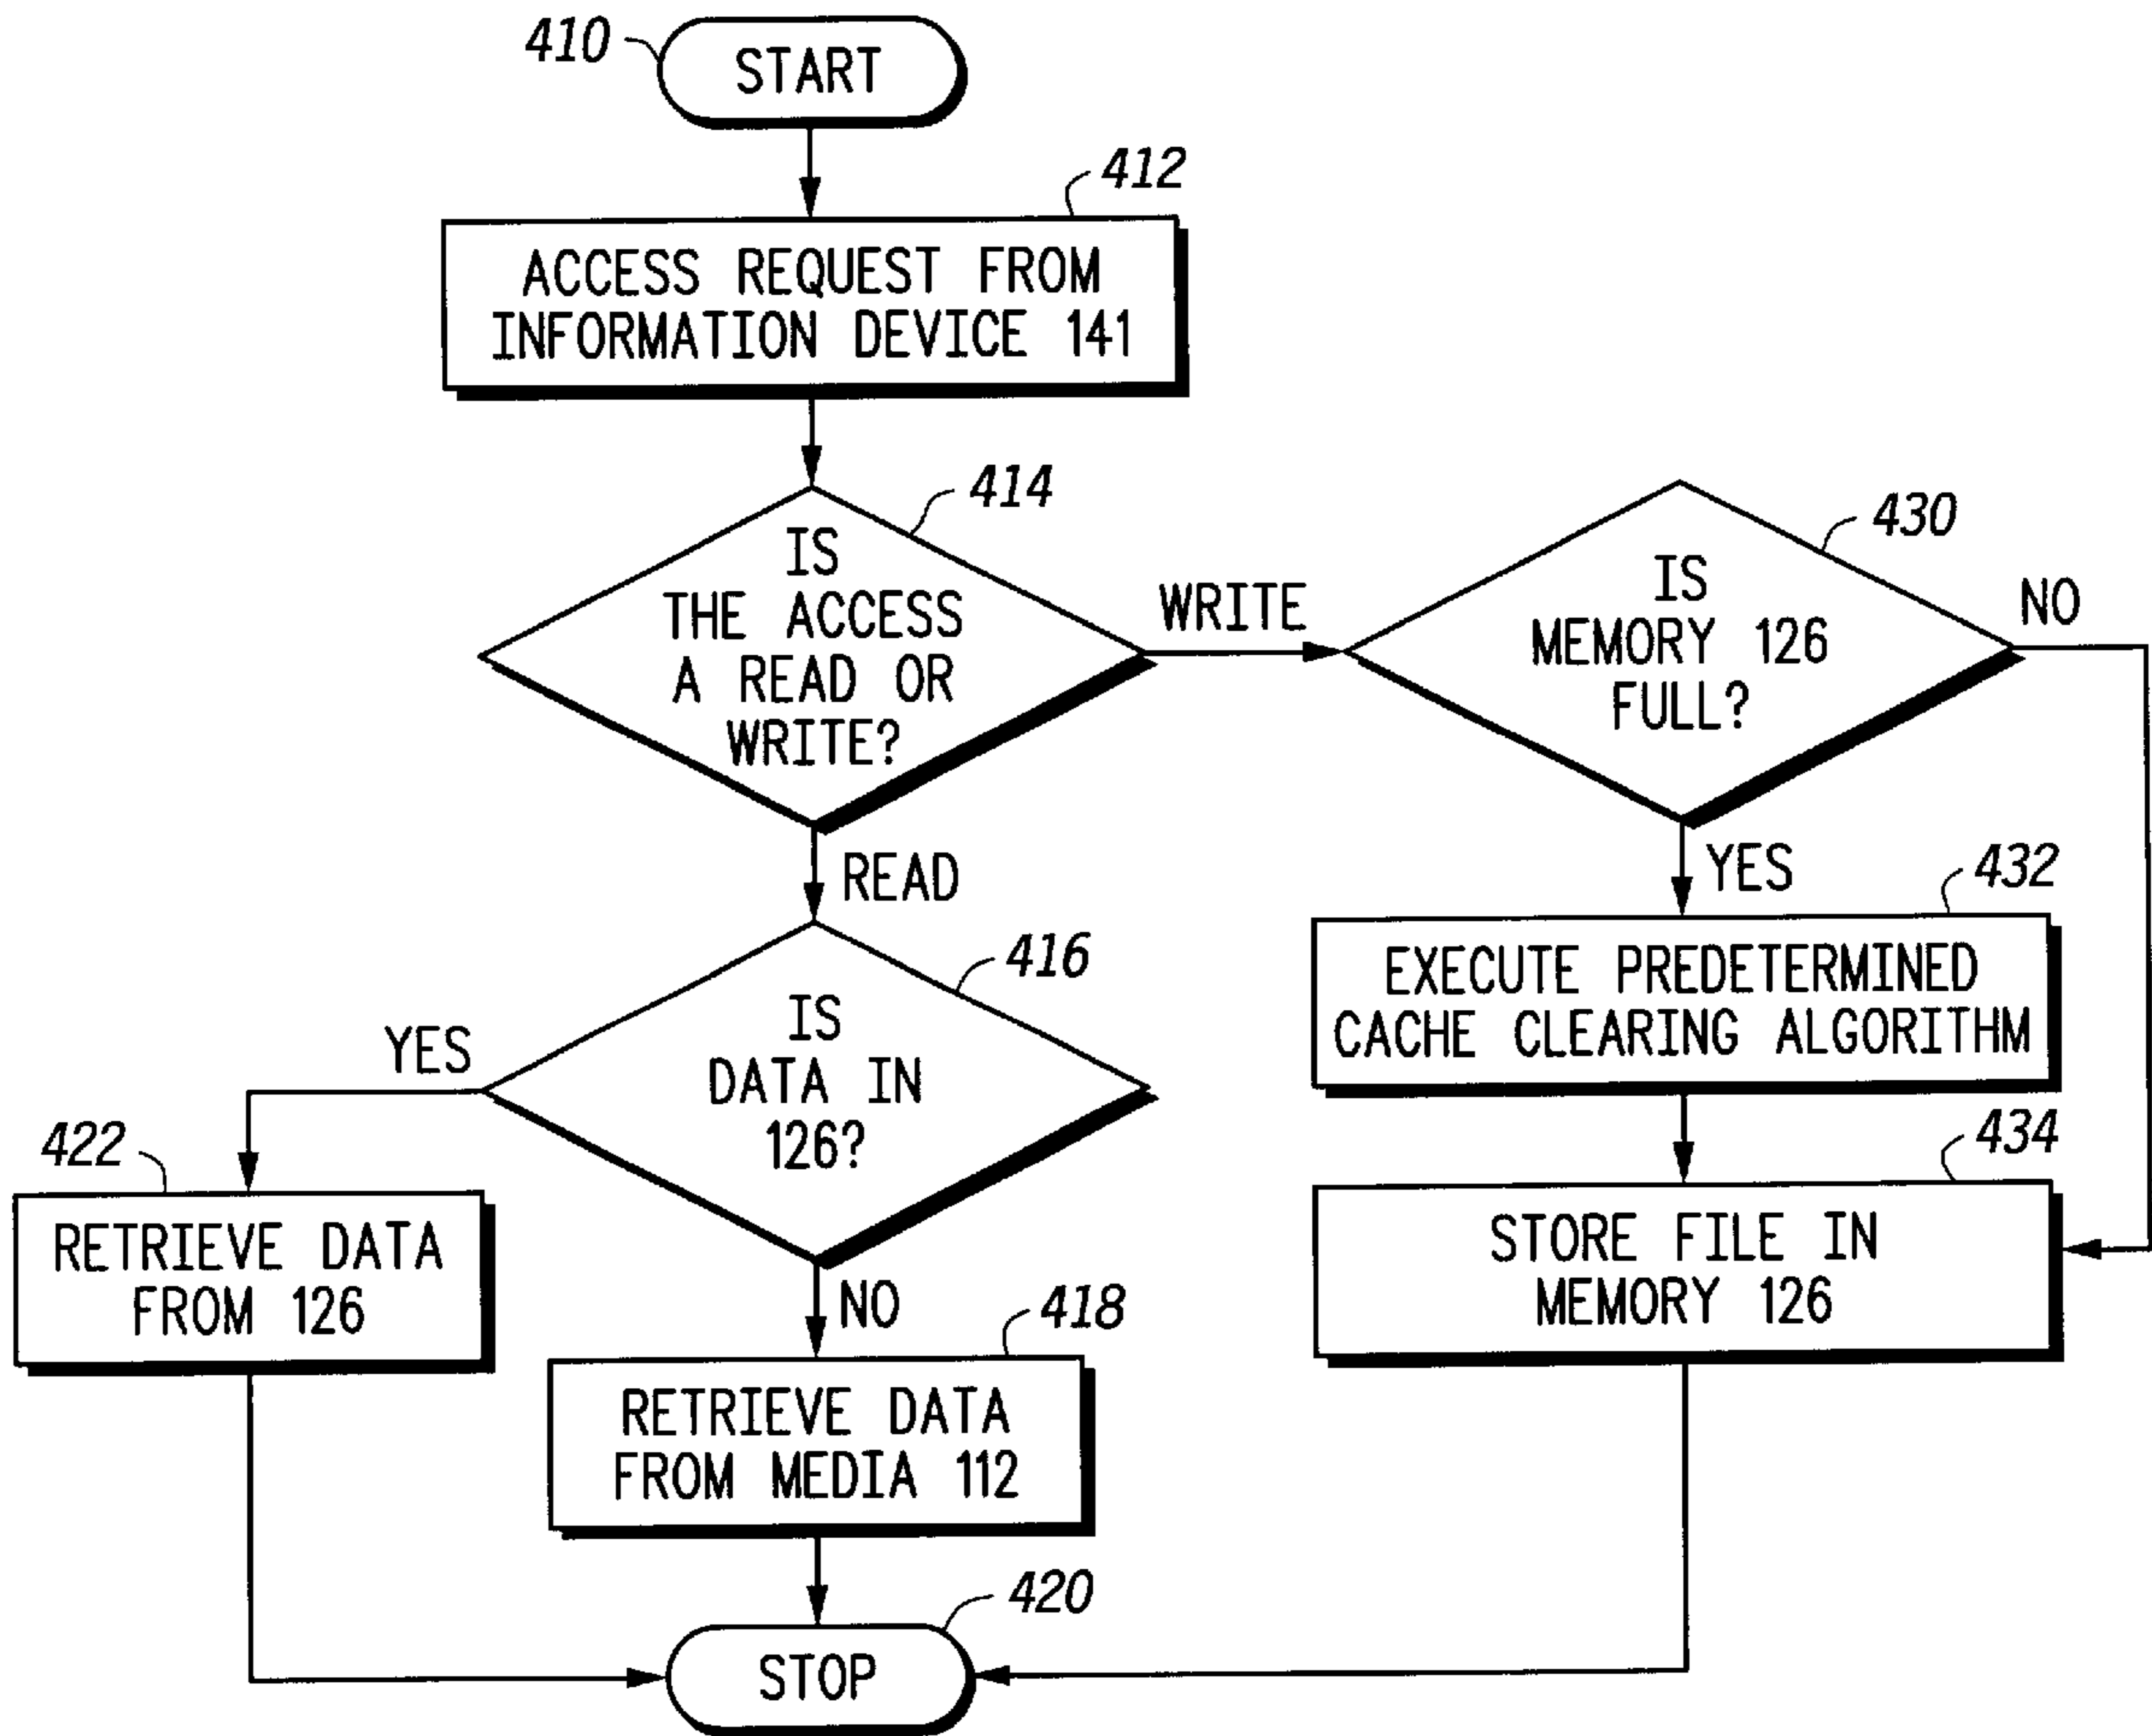 410
START
412
ACCESS REQUEST FROM
INFORMATION DEVICE 141
414
IS
THE ACCESS
A READ OR
WRITE?
WRITE
430
IS
MEMORY 126
FULL?
NO
READ
YES
432
EXECUTE PREDETERMINED
CACHE CLEARING ALGORITHM
416
IS
DATA IN
126?
YES
422
RETRIEVE DATA
FROM 126
434
STORE FILE IN
MEMORY 126
NO
418
RETRIEVE DATA
FROM MEDIA 112
420
STOP